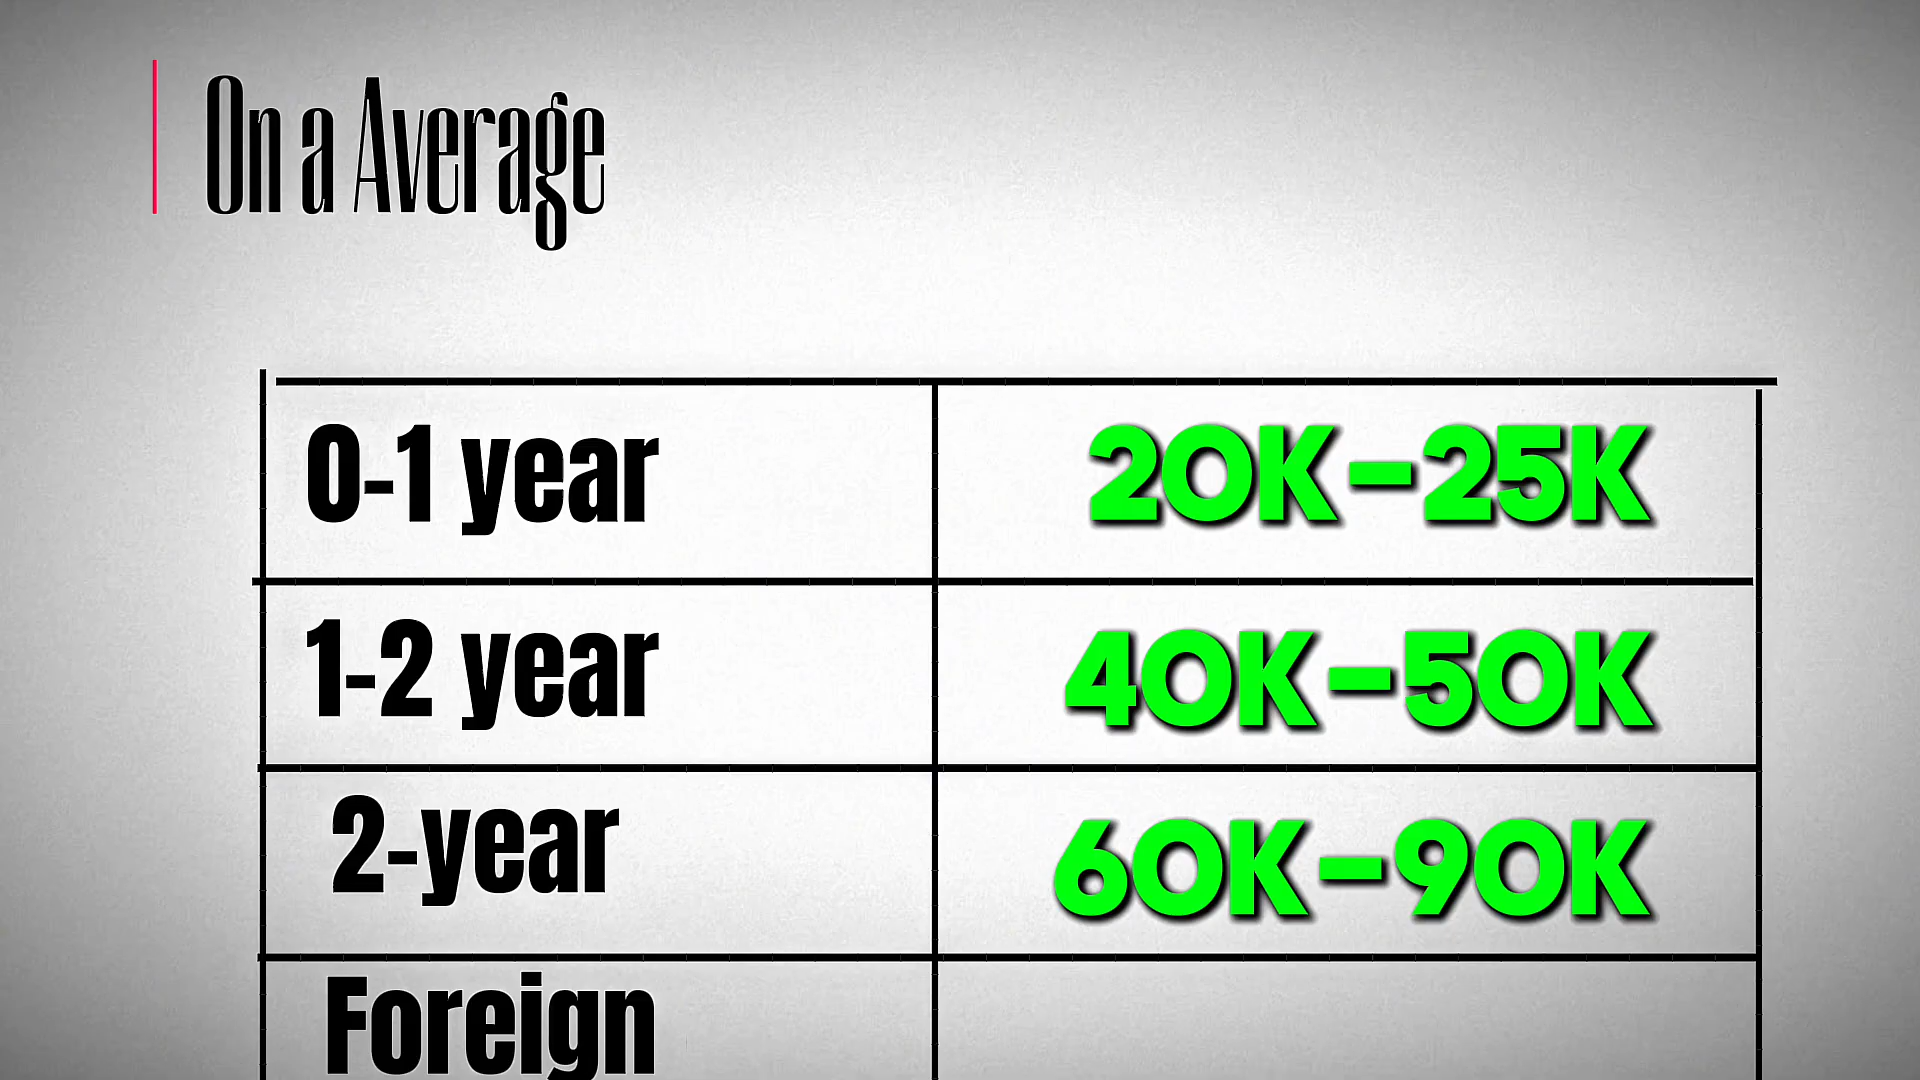 On a Average
0-1 year 20K-25K
1-2 year 40K-50K
2-year 60K-90K
Foreign